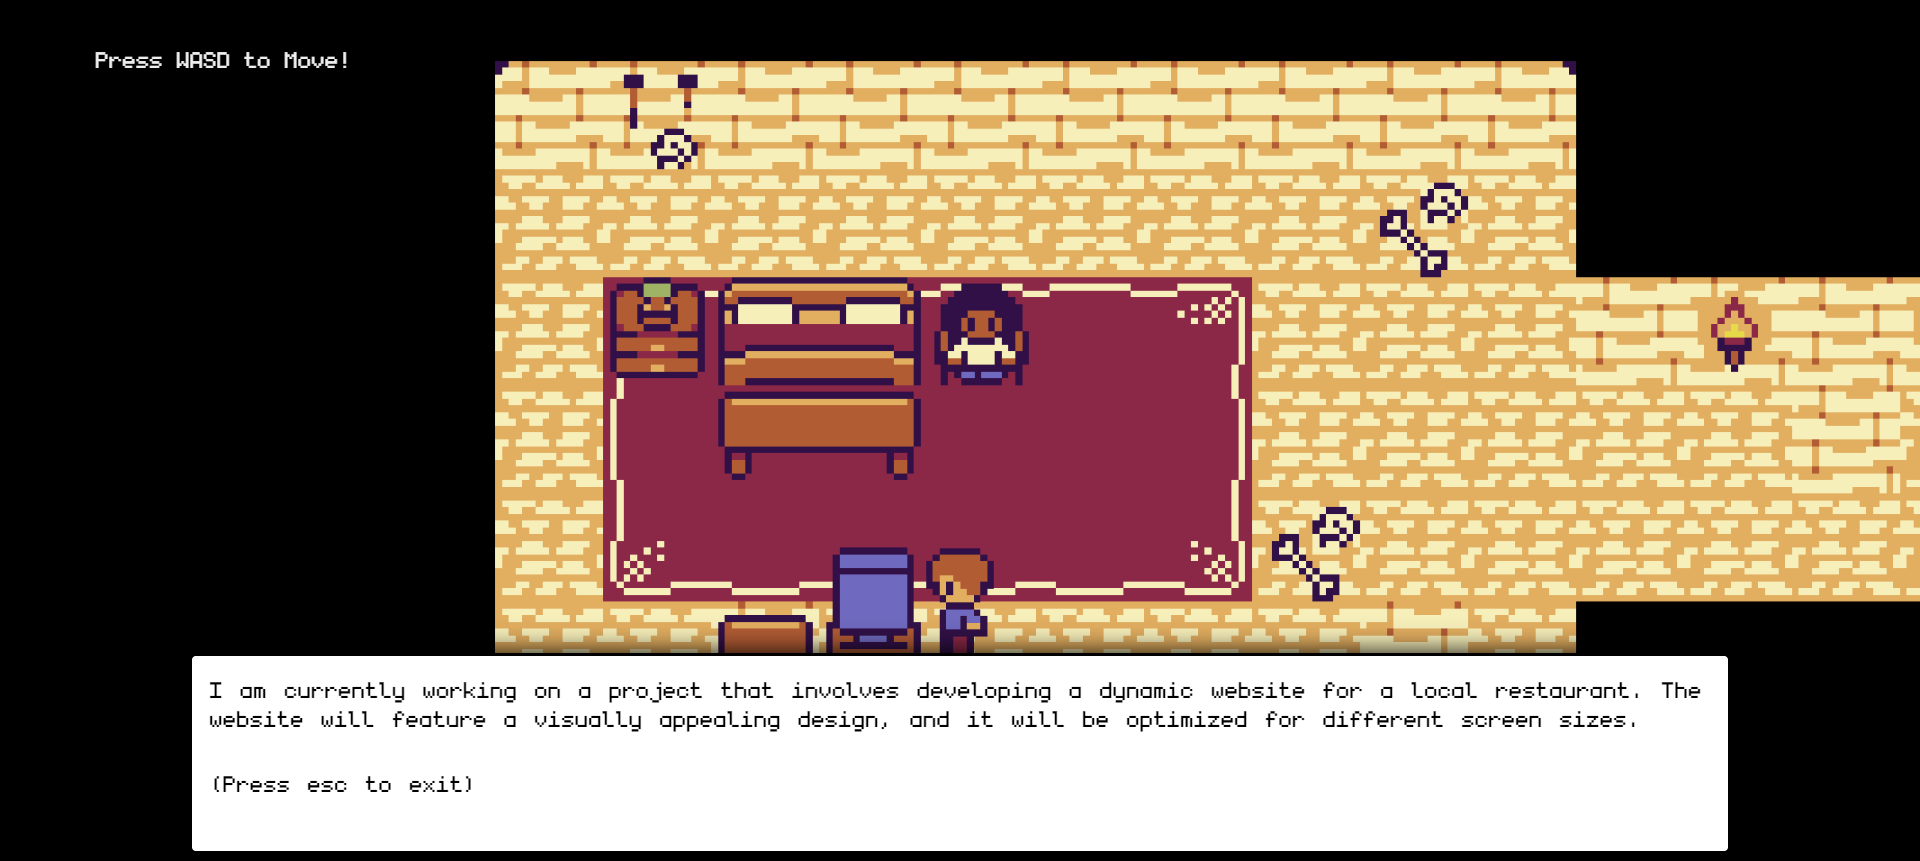 Press WASD to Move!
I am currently working on a project that involves developing a dynamic website for a local restaurant. The
website will feature a visually appealing design, and it will be optimized for different screen sizes.
(Press esc to exit)